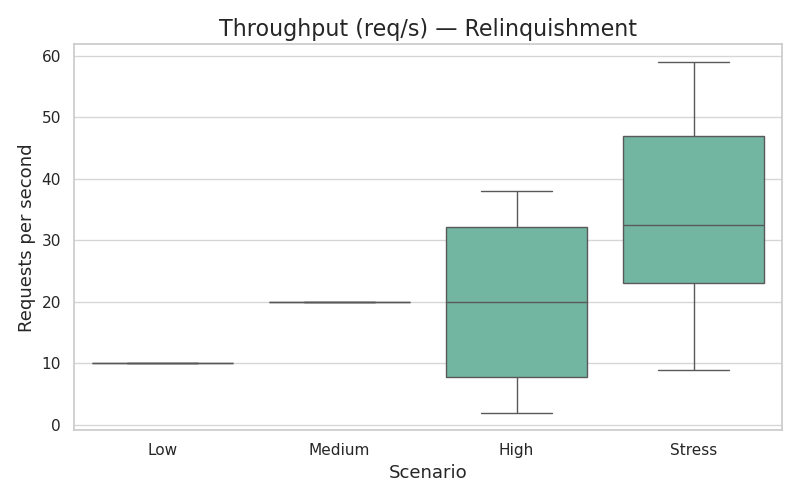 Throughput (req/s) — Relinquishment
Requests per second
60
50
40
30
20
10
0
Low Medium High Stress
Scenario